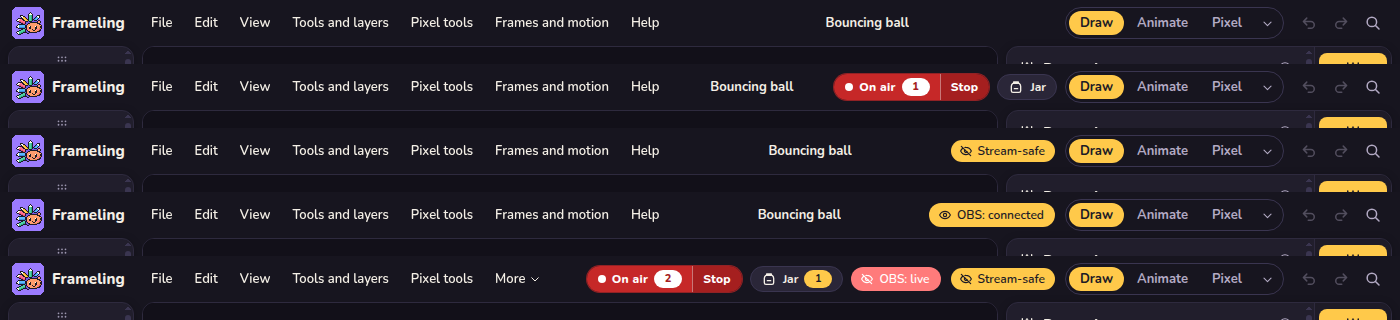 Frameling File Edit View Tools and layers Pixel tools Frames and motion Help Bouncing ball Draw Animate Pixel
Frameling File Edit View Tools and layers Pixel tools Frames and motion Help Bouncing ball On air 1 Stop Jar Draw Animate Pixel
Frameling File Edit View Tools and layers Pixel tools Frames and motion Help Bouncing ball Stream-safe Draw Animate Pixel
Frameling File Edit View Tools and layers Pixel tools Frames and motion Help Bouncing ball OBS: connected Draw Animate Pixel
Frameling File Edit View Tools and layers Pixel tools More On air 2 Stop Jar 1 OBS: live Stream-safe Draw Animate Pixel